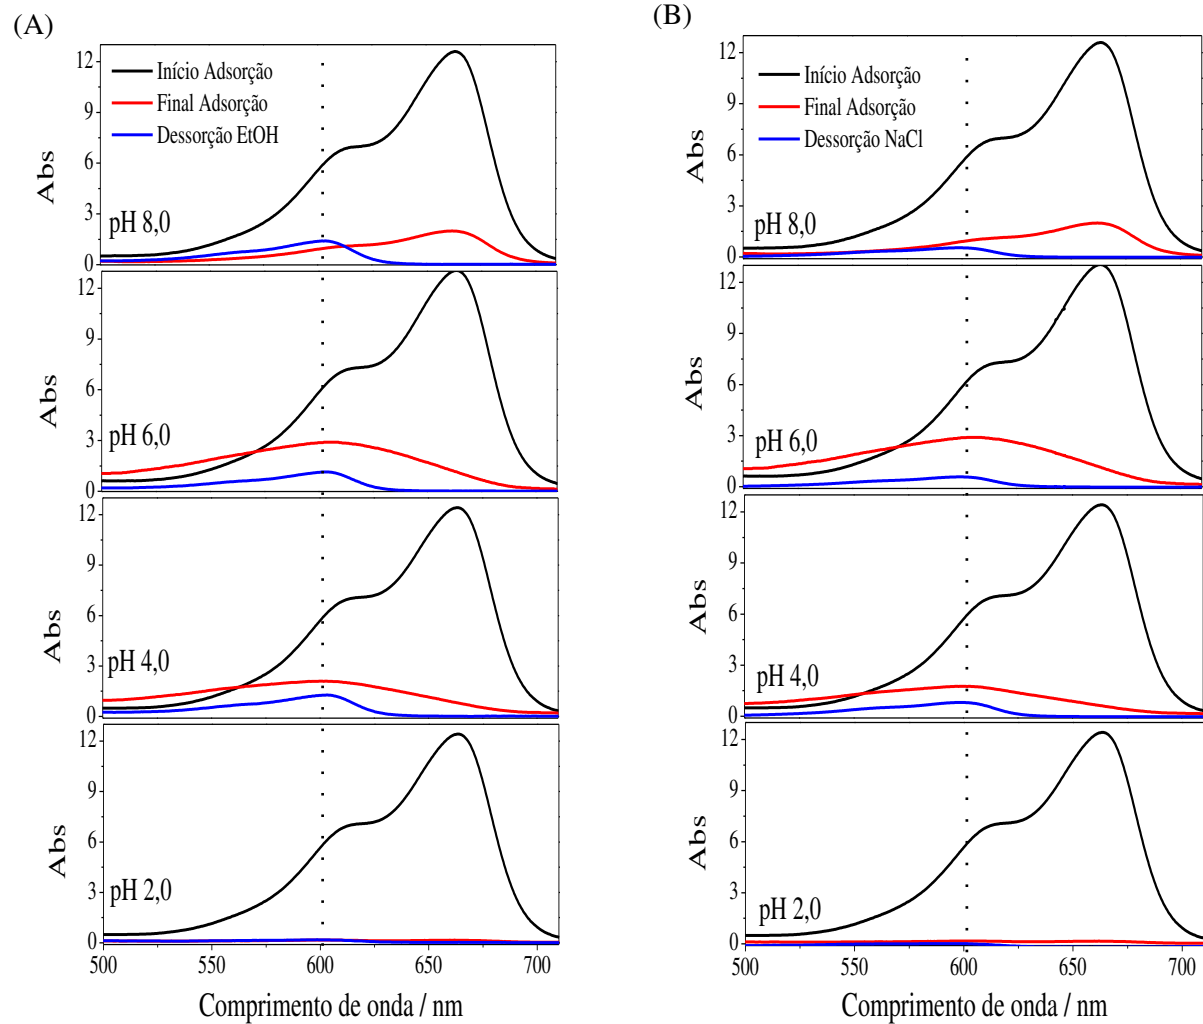 (A)
12
9
6
3
0
Abs
Início Adsorção
Final Adsorção
Dessorção EtOH
pH 8,0
12
9
6
3
0
Abs
pH 6,0
12
9
6
3
0
Abs
pH 4,0
12
9
6
3
0
Abs
pH 2,0
500 550 600 650 700
Comprimento de onda / nm
(B)
12
9
6
3
0
Abs
Início Adsorção
Final Adsorção
Dessorção NaCl
pH 8,0
12
9
6
3
0
Abs
pH 6,0
12
9
6
3
0
Abs
pH 4,0
12
9
6
3
0
Abs
pH 2,0
500 550 600 650 700
Comprimento de onda / nm